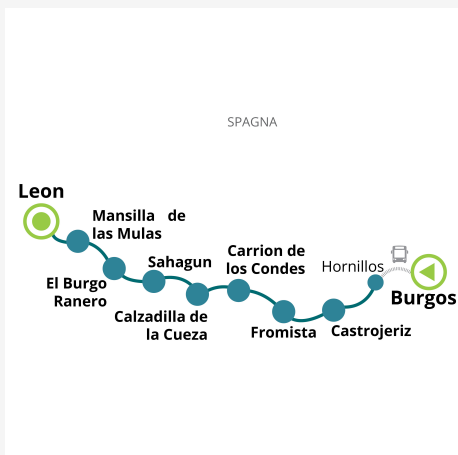 SPAGNA
Leon
Mansilla de
las Mulas
El Burgo
Ranero
Sahagun
Calzadilla de
la Cueza
Carrion de
los Condes
Fromista
Castrojeriz
Hornillos
Burgos